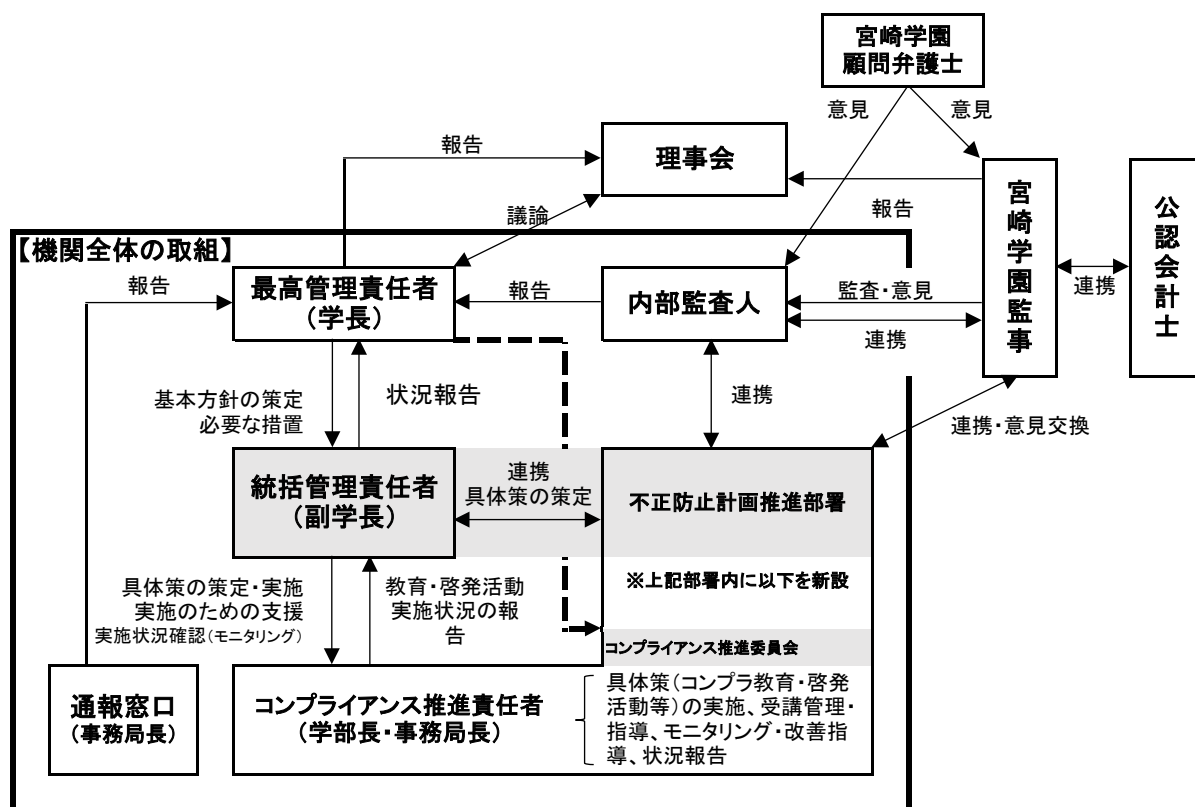 宮崎学園
顧問弁護士
意見
意見
報告
理事会
議論
報告
宮崎学園監事
公認会計士
連携
【機関全体の取組】
報告
最高管理責任者
（学長）
報告
内部監査人
監査・意見
連携
基本方針の策定
必要な措置
状況報告
連携
連携・意見交換
統括管理責任者
（副学長）
連携
具体策の策定
不正防止計画推進部署
※上記部署内に以下を新設
具体策の策定・実施
実施のための支援
実施状況確認（モニタリング）
教育・啓発活動
実施状況の報
告
コンプライアンス推進委員会
通報窓口
（事務局長）
コンプライアンス推進責任者
（学部長・事務局長）
具体策（コンプラ教育・啓発
活動等）の実施、受講管理・
指導、モニタリング・改善指
導、状況報告